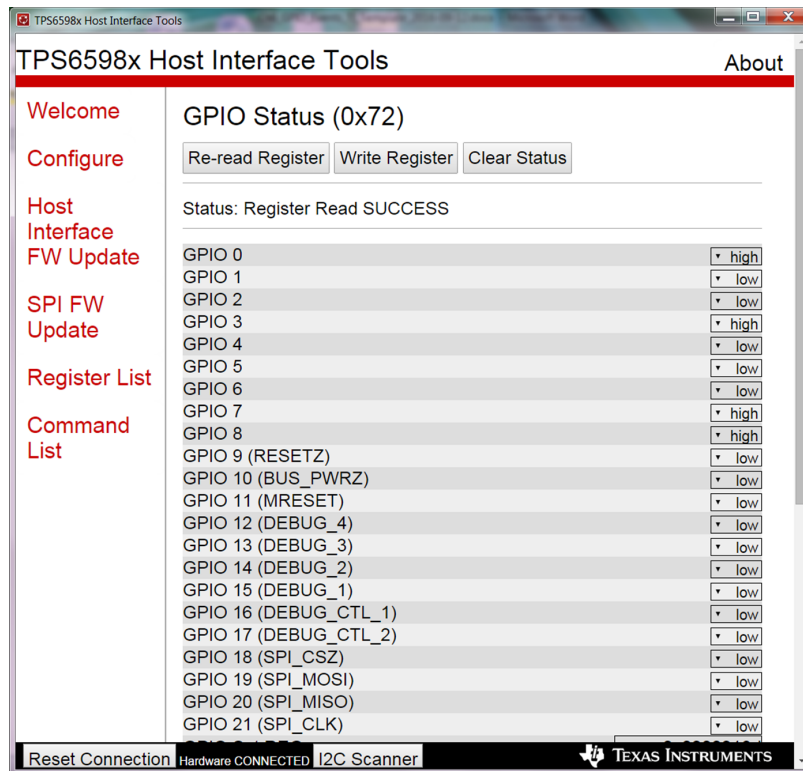 TPS6598x Host Interface Tools
TPS6598x Host Interface Tools
About
Welcome
Configure
Host
Interface
FW Update
SPI FW
Update
Register List
Command
List
GPIO Status (0x72)
Re-read Register Write Register Clear Status
Status: Register Read SUCCESS
GPIO 0 high
GPIO 1 low
GPIO 2 low
GPIO 3 high
GPIO 4 low
GPIO 5 low
GPIO 6 low
GPIO 7 high
GPIO 8 high
GPIO 9 (RESETZ) low
GPIO 10 (BUS_PWRZ) low
GPIO 11 (MRESET) low
GPIO 12 (DEBUG_4) low
GPIO 13 (DEBUG_3) low
GPIO 14 (DEBUG_2) low
GPIO 15 (DEBUG_1) low
GPIO 16 (DEBUG_CTL_1) low
GPIO 17 (DEBUG_CTL_2) low
GPIO 18 (SPI_CSZ) low
GPIO 19 (SPI_MOSI) low
GPIO 20 (SPI_MISO) low
GPIO 21 (SPI_CLK) low
Reset Connection Hardware CONNECTED I2C Scanner TEXAS INSTRUMENTS